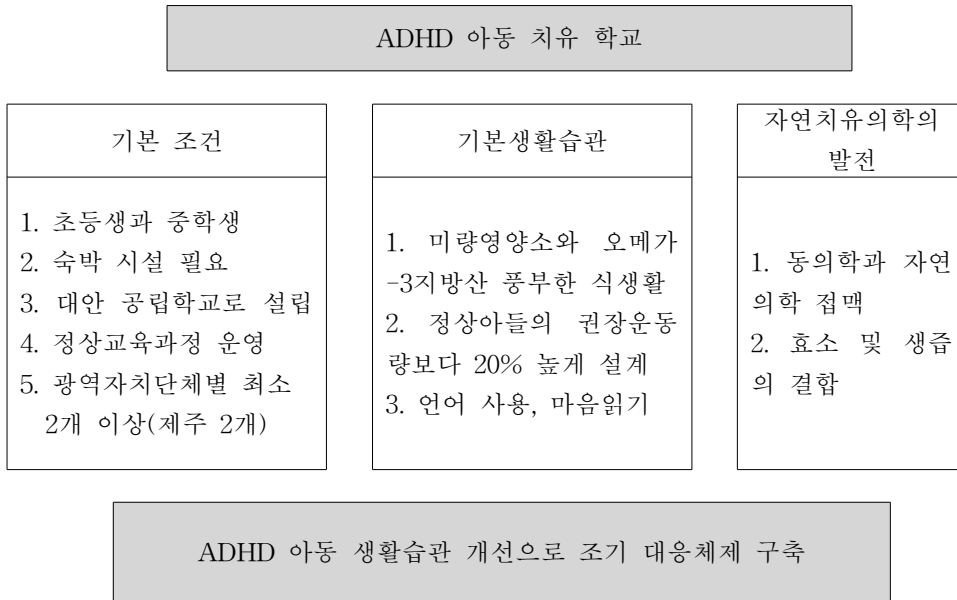 ADHD 아동 치유 학교
기본 조건
1. 초등생과 중학생
2. 숙박 시설 필요
3. 대안 공립학교로 설립
4. 정상교육과정 운영
5. 광역자치단체별 최소
2개 이상(제주 2개)
기본생활습관
1. 미량영양소와 오메가
-3지방산 풍부한 식생활
2. 정상아들의 권장운동
량보다 20% 높게 설계
3. 언어 사용, 마음읽기
자연치유의학의
발전
1. 동의학과 자연
의학 접맥
2. 효소 및 생즙
의 결합
ADHD 아동 생활습관 개선으로 조기 대응체제 구축